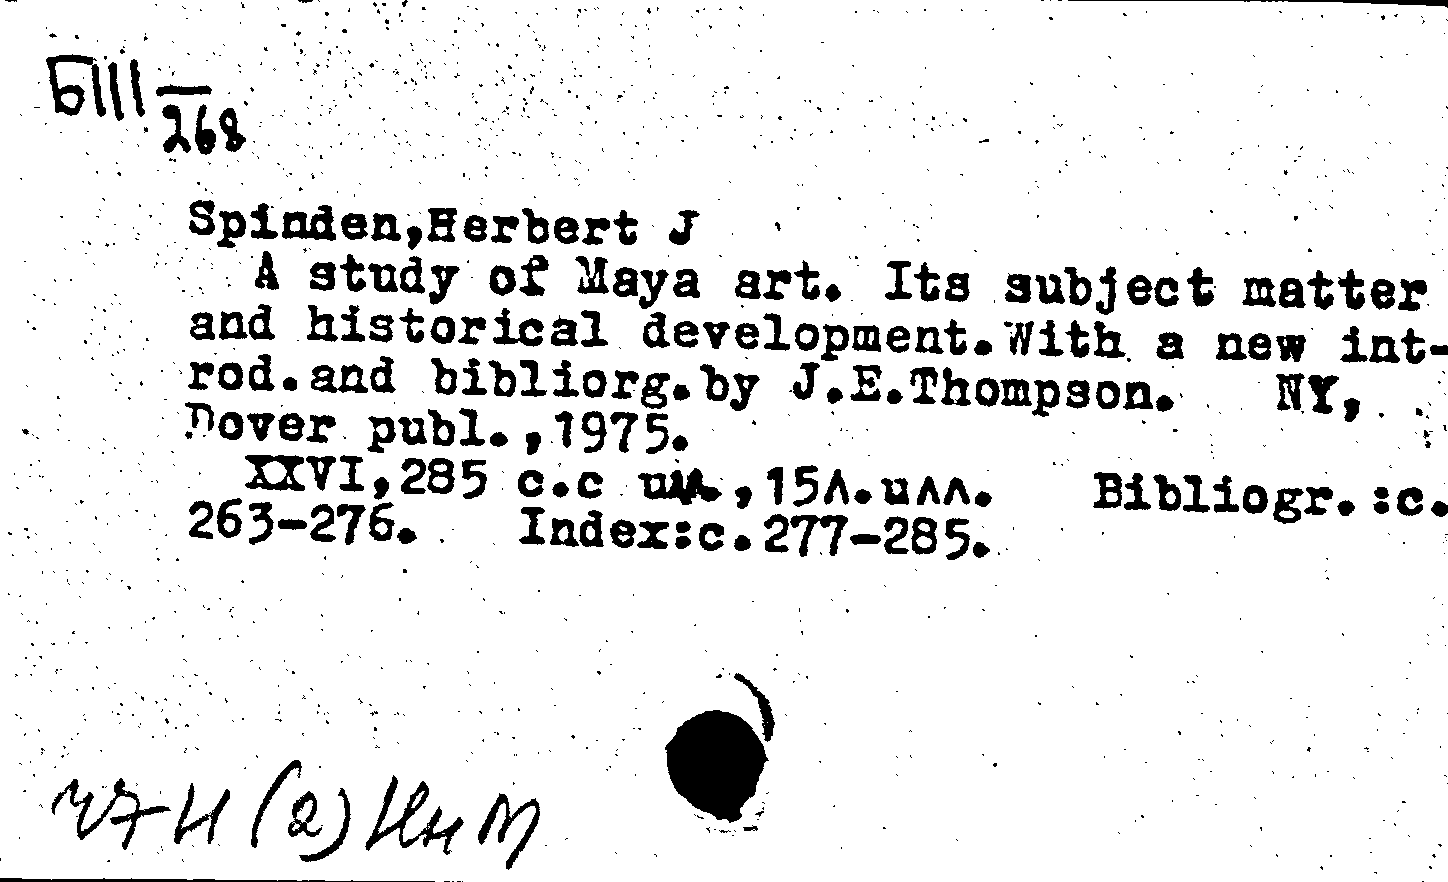 БIII
268
Spinden,Herbert J
A study of Maya art. Its subject matter
and historical development.With a new int-
rod.and bibliorg.by J.E.Thompson. NY,
Dover publ.,1975.
XXVI,285 с.с ил.,15л.илл. Bibliogr.:с.
263-276. Index:с.277-285.